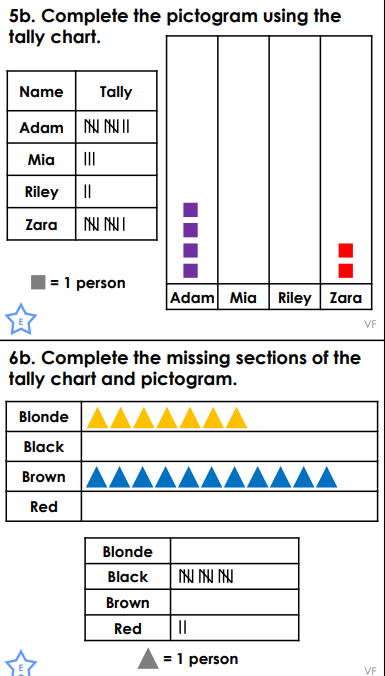 5b. Complete the pictogram using the
tally chart.
Name Tally
Adam
Mia
Riley
Zara
= 1 person
Adam Mia Riley Zara
E
VF
6b. Complete the missing sections of the
tally chart and pictogram.
Blonde
Black
Brown
Red
Blonde
Black
Brown
Red
= 1 person
E
VF